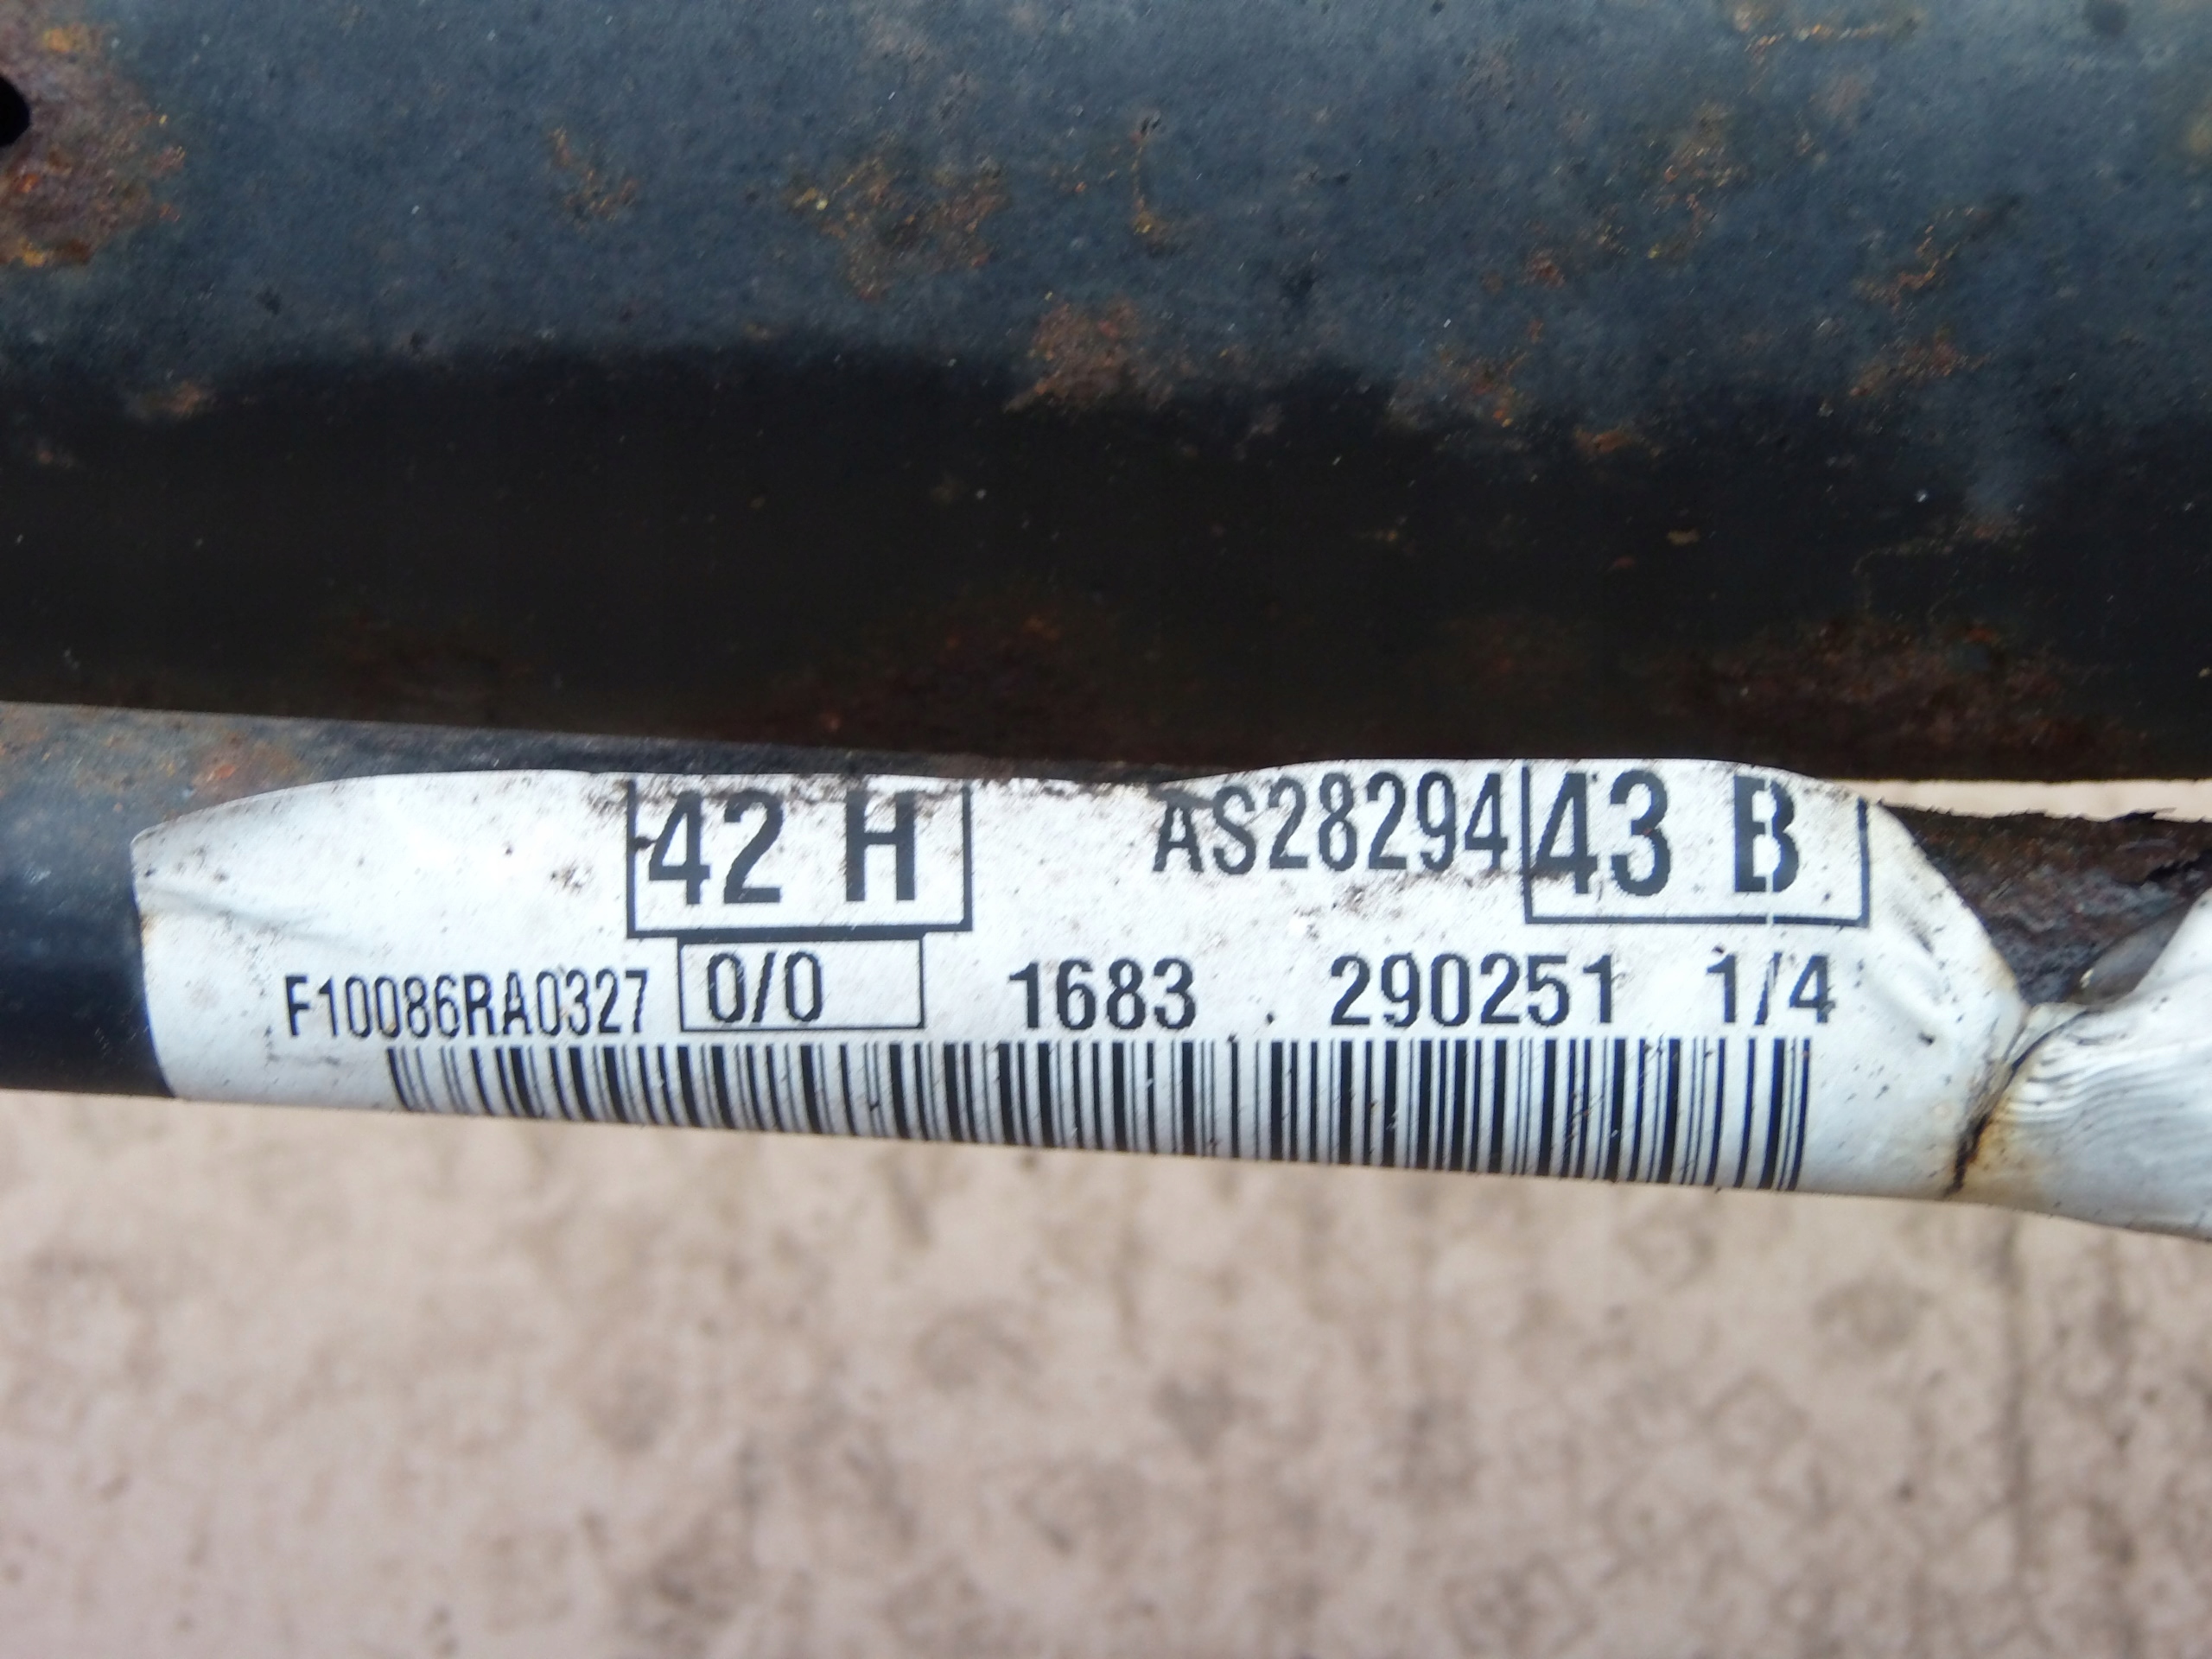 42 H AS28294 43 B
F10086RA0327 0/0 1683 . 290251 1/4